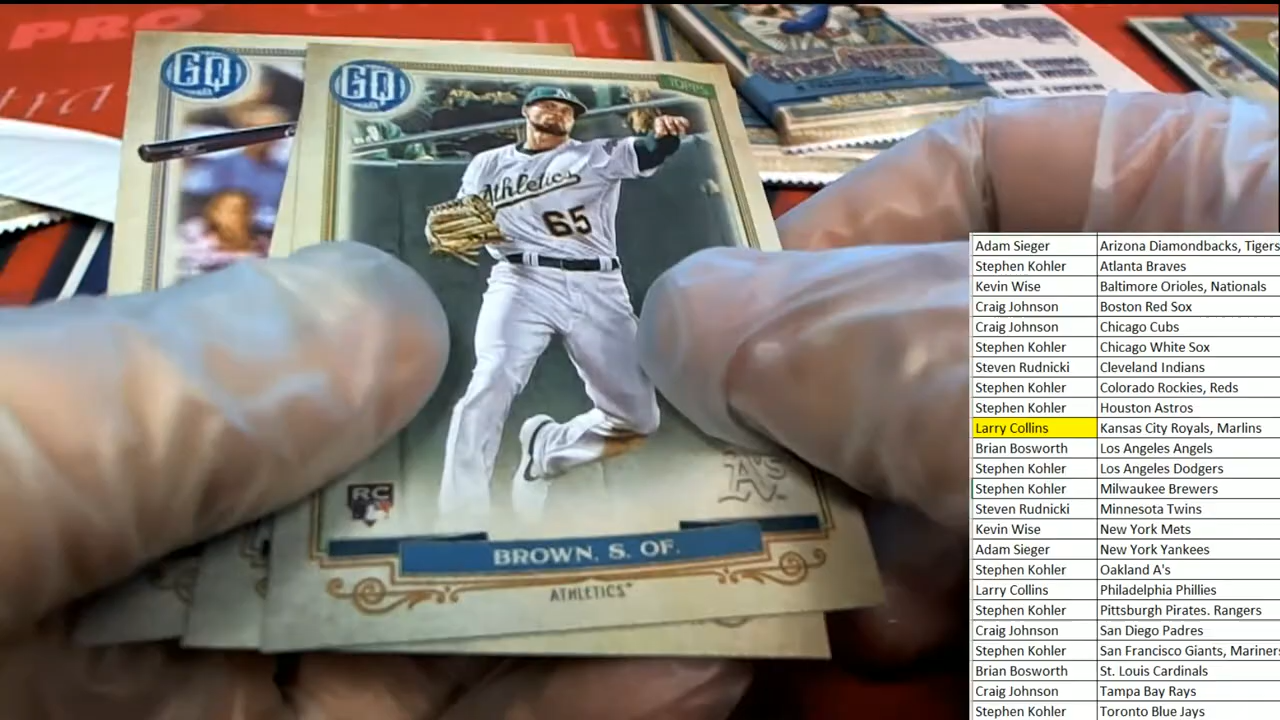 PRO
GQ
GQ
TOPPS
Athletics
65
A's
RC
BROWN, S. OF.
ATHLETICS
Adam Sieger Arizona Diamondbacks, Tigers
Stephen Kohler Atlanta Braves
Kevin Wise Baltimore Orioles, Nationals
Craig Johnson Boston Red Sox
Craig Johnson Chicago Cubs
Stephen Kohler Chicago White Sox
Steven Rudnicki Cleveland Indians
Stephen Kohler Colorado Rockies, Reds
Stephen Kohler Houston Astros
Larry Collins Kansas City Royals, Marlins
Brian Bosworth Los Angeles Angels
Stephen Kohler Los Angeles Dodgers
Stephen Kohler Milwaukee Brewers
Steven Rudnicki Minnesota Twins
Kevin Wise New York Mets
Adam Sieger New York Yankees
Stephen Kohler Oakland A's
Larry Collins Philadelphia Phillies
Stephen Kohler Pittsburgh Pirates. Rangers
Craig Johnson San Diego Padres
Stephen Kohler San Francisco Giants, Mariners
Brian Bosworth St. Louis Cardinals
Craig Johnson Tampa Bay Rays
Stephen Kohler Toronto Blue Jays